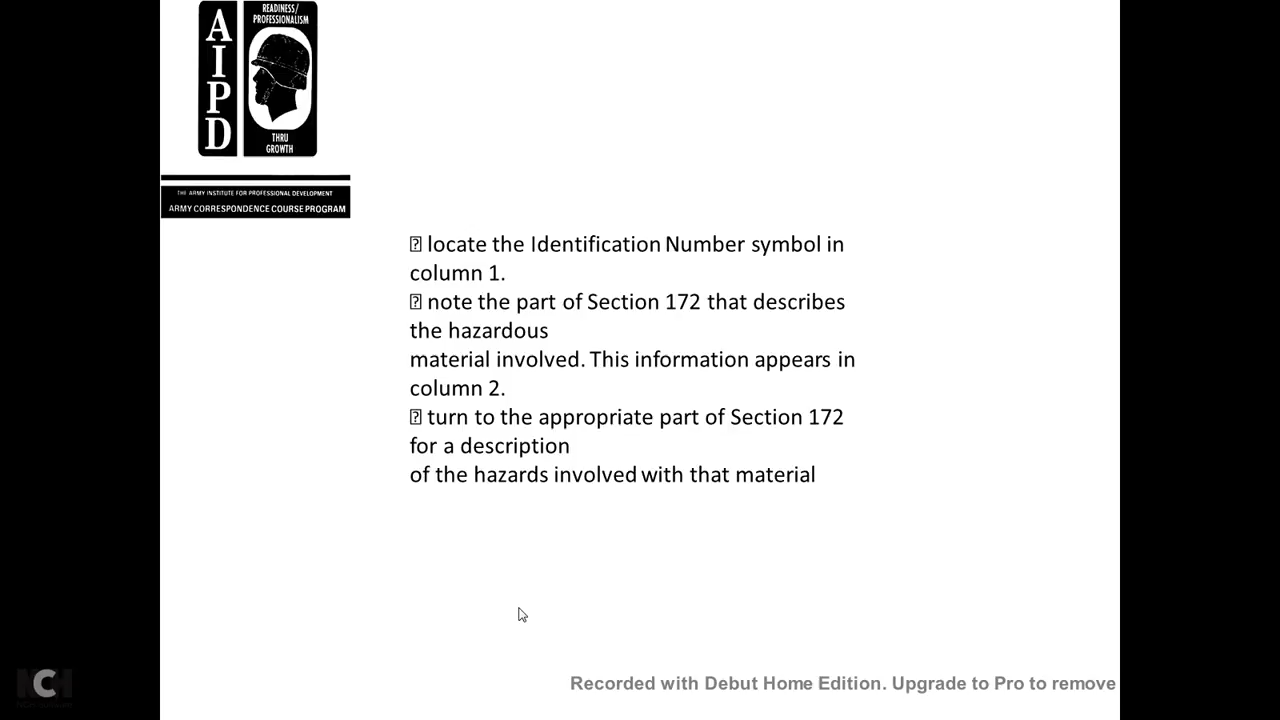 AIPD
READINESS/
PROFESSIONALISM
THRU
GROWTH
THE ARMY INSTITUTE FOR PROFESSIONAL DEVELOPMENT
ARMY CORRESPONDENCE COURSE PROGRAM
locate the Identification Number symbol in
column 1.
note the part of Section 172 that describes
the hazardous
material involved. This information appears in
column 2.
turn to the appropriate part of Section 172
for a description
of the hazards involved with that material
NCH
Recorded with Debut Home Edition. Upgrade to Pro to remove